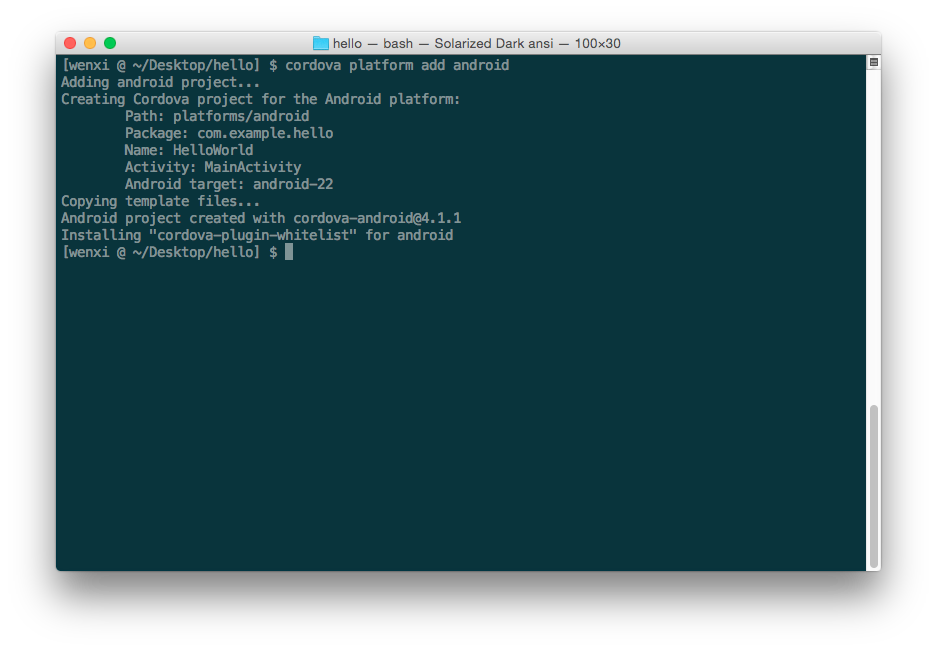 hello — bash — Solarized Dark ansi — 100×30
[wenxi @ ~/Desktop/hello] $ cordova platform add android
Adding android project...
Creating Cordova project for the Android platform:
        Path: platforms/android
        Package: com.example.hello
        Name: HelloWorld
        Activity: MainActivity
        Android target: android-22
Copying template files...
Android project created with cordova-android@4.1.1
Installing "cordova-plugin-whitelist" for android
[wenxi @ ~/Desktop/hello] $